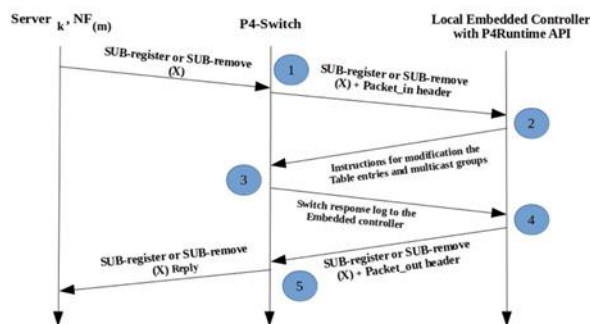 Server k, NF(m)
P4-Switch
Local Embedded Controller
with P4Runtime API
SUB-register or SUB-remove
(X)
1
SUB-register or SUB-remove
(X) + Packet_in header
2
Instructions for modification the
Table entries and multicast groups
3
Switch response log to the
Embedded controller
4
SUB-register or SUB-remove
(X) + Packet_out header
SUB-register or SUB-remove
(X) Reply
5